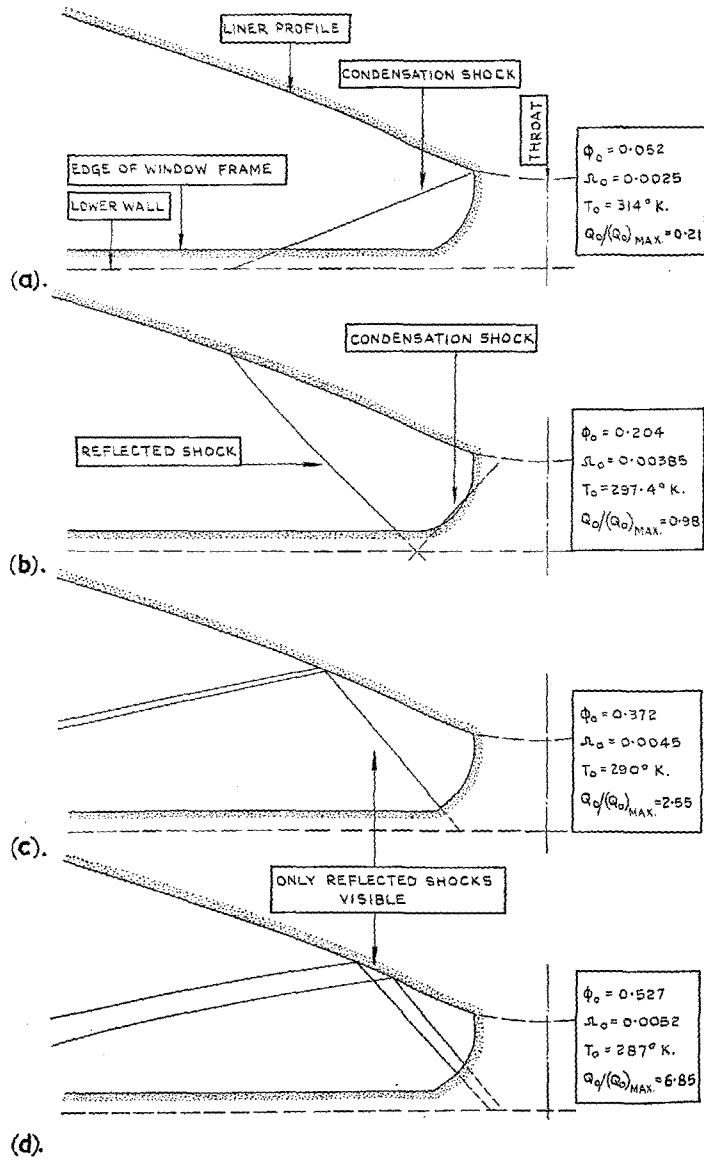 LINER PROFILE
CONDENSATION SHOCK
THROAT
EDGE OF WINDOW FRAME
LOWER WALL
ϕ₀ = 0·052
Ω₀ = 0·0025
T₀ = 314° K.
Q₀/(Q₀)MAX. = 0·21
(a).
CONDENSATION SHOCK
REFLECTED SHOCK
ϕ₀ = 0·204
Ω₀ = 0·00385
T₀ = 297·4° K.
Q₀/(Q₀)MAX. = 0·98
(b).
ϕ₀ = 0·372
Ω₀ = 0·0045
T₀ = 290° K.
Q₀/(Q₀)MAX. = 2·55
(c).
ONLY REFLECTED SHOCKS
VISIBLE
ϕ₀ = 0·527
Ω₀ = 0·0052
T₀ = 287° K.
Q₀/(Q₀)MAX. = 6·85
(d).